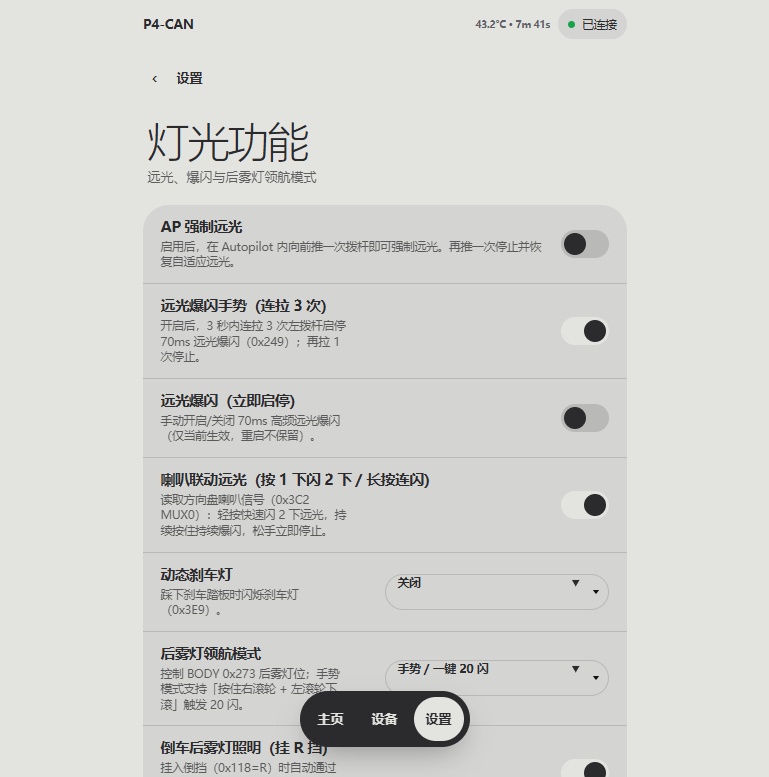 P4-CAN
43.2°C • 7m 41s
已连接
‹ 设置
灯光功能
远光、爆闪与后雾灯领航模式
AP 强制远光
启用后，在 Autopilot 内向前推一次拨杆即可强制远光。再推一次停止并恢
复自适应远光。
远光爆闪手势（连拉 3 次）
开启后，3 秒内连拉 3 次左拨杆启停
70ms 远光爆闪（0x249）；再拉 1
次停止。
远光爆闪（立即启停）
手动开启/关闭 70ms 高频远光爆闪
（仅当前生效，重启不保留）。
喇叭联动远光（按 1 下闪 2 下 / 长按连闪）
读取方向盘喇叭信号（0x3C2
MUX0）：轻按快速闪 2 下远光，持
续按住持续爆闪，松手立即停止。
动态刹车灯
踩下刹车踏板时闪烁刹车灯
（0x3E9）。
关闭
后雾灯领航模式
控制 BODY 0x273 后雾灯位；手势
模式支持「按住右滚轮 + 左滚轮下
滚」触发 20 闪。
手势 / 一键 20 闪
倒车后雾灯照明（挂 R 挡）
挂入倒挡（0x118=R）时自动通过
主页
设备
设置